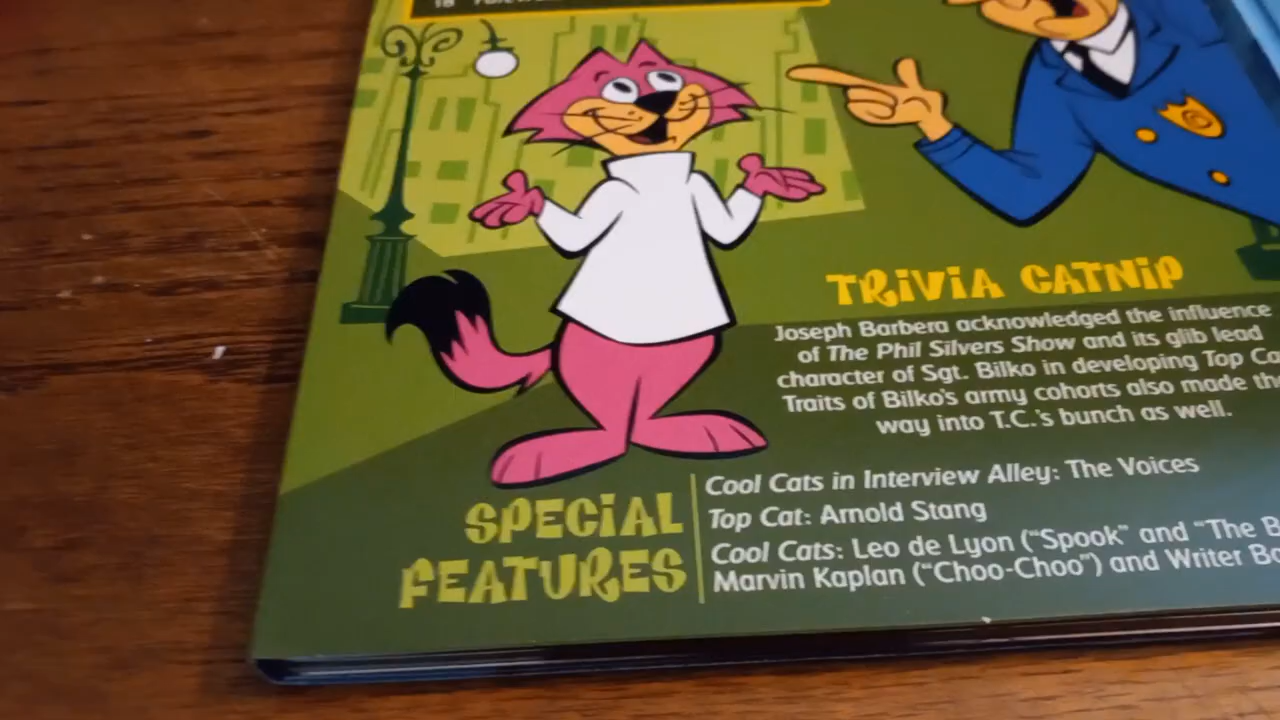 18
TRiViA CATNiP
Joseph Barbera acknowledged the influence
of The Phil Silvers Show and its glib lead
character of Sgt. Bilko in developing Top
Traits of Bilko's army cohorts also made
way into T.C.'s bunch as well.
SPECiAL
FEATURES
Cool Cats in Interview Alley: The Voices
Top Cat: Arnold Stang
Cool Cats: Leo de Lyon ("Spook" and "The
Marvin Kaplan ("Choo-Choo") and Writer